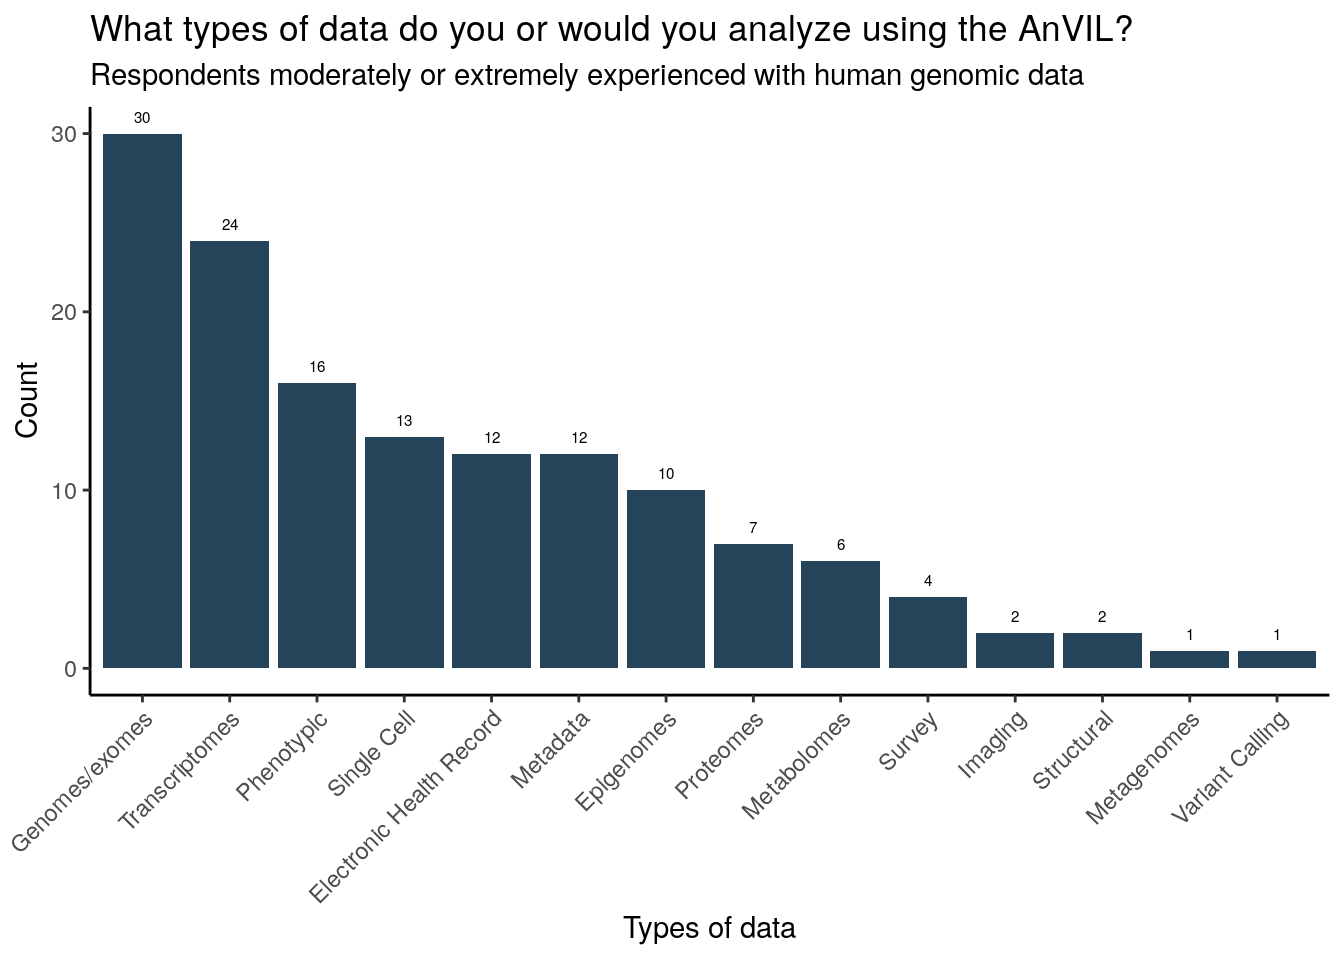 What types of data do you or would you analyze using the AnVIL?
Respondents moderately or extremely experienced with human genomic data
Count
30
20
10
0
30
24
16
13
12
12
10
7
6
4
2
2
1
1
Genomes/exomes
Transcriptomes
Phenotypic
Single Cell
Electronic Health Record
Metadata
Epigenomes
Proteomes
Metabolomes
Survey
Imaging
Structural
Metagenomes
Variant Calling
Types of data